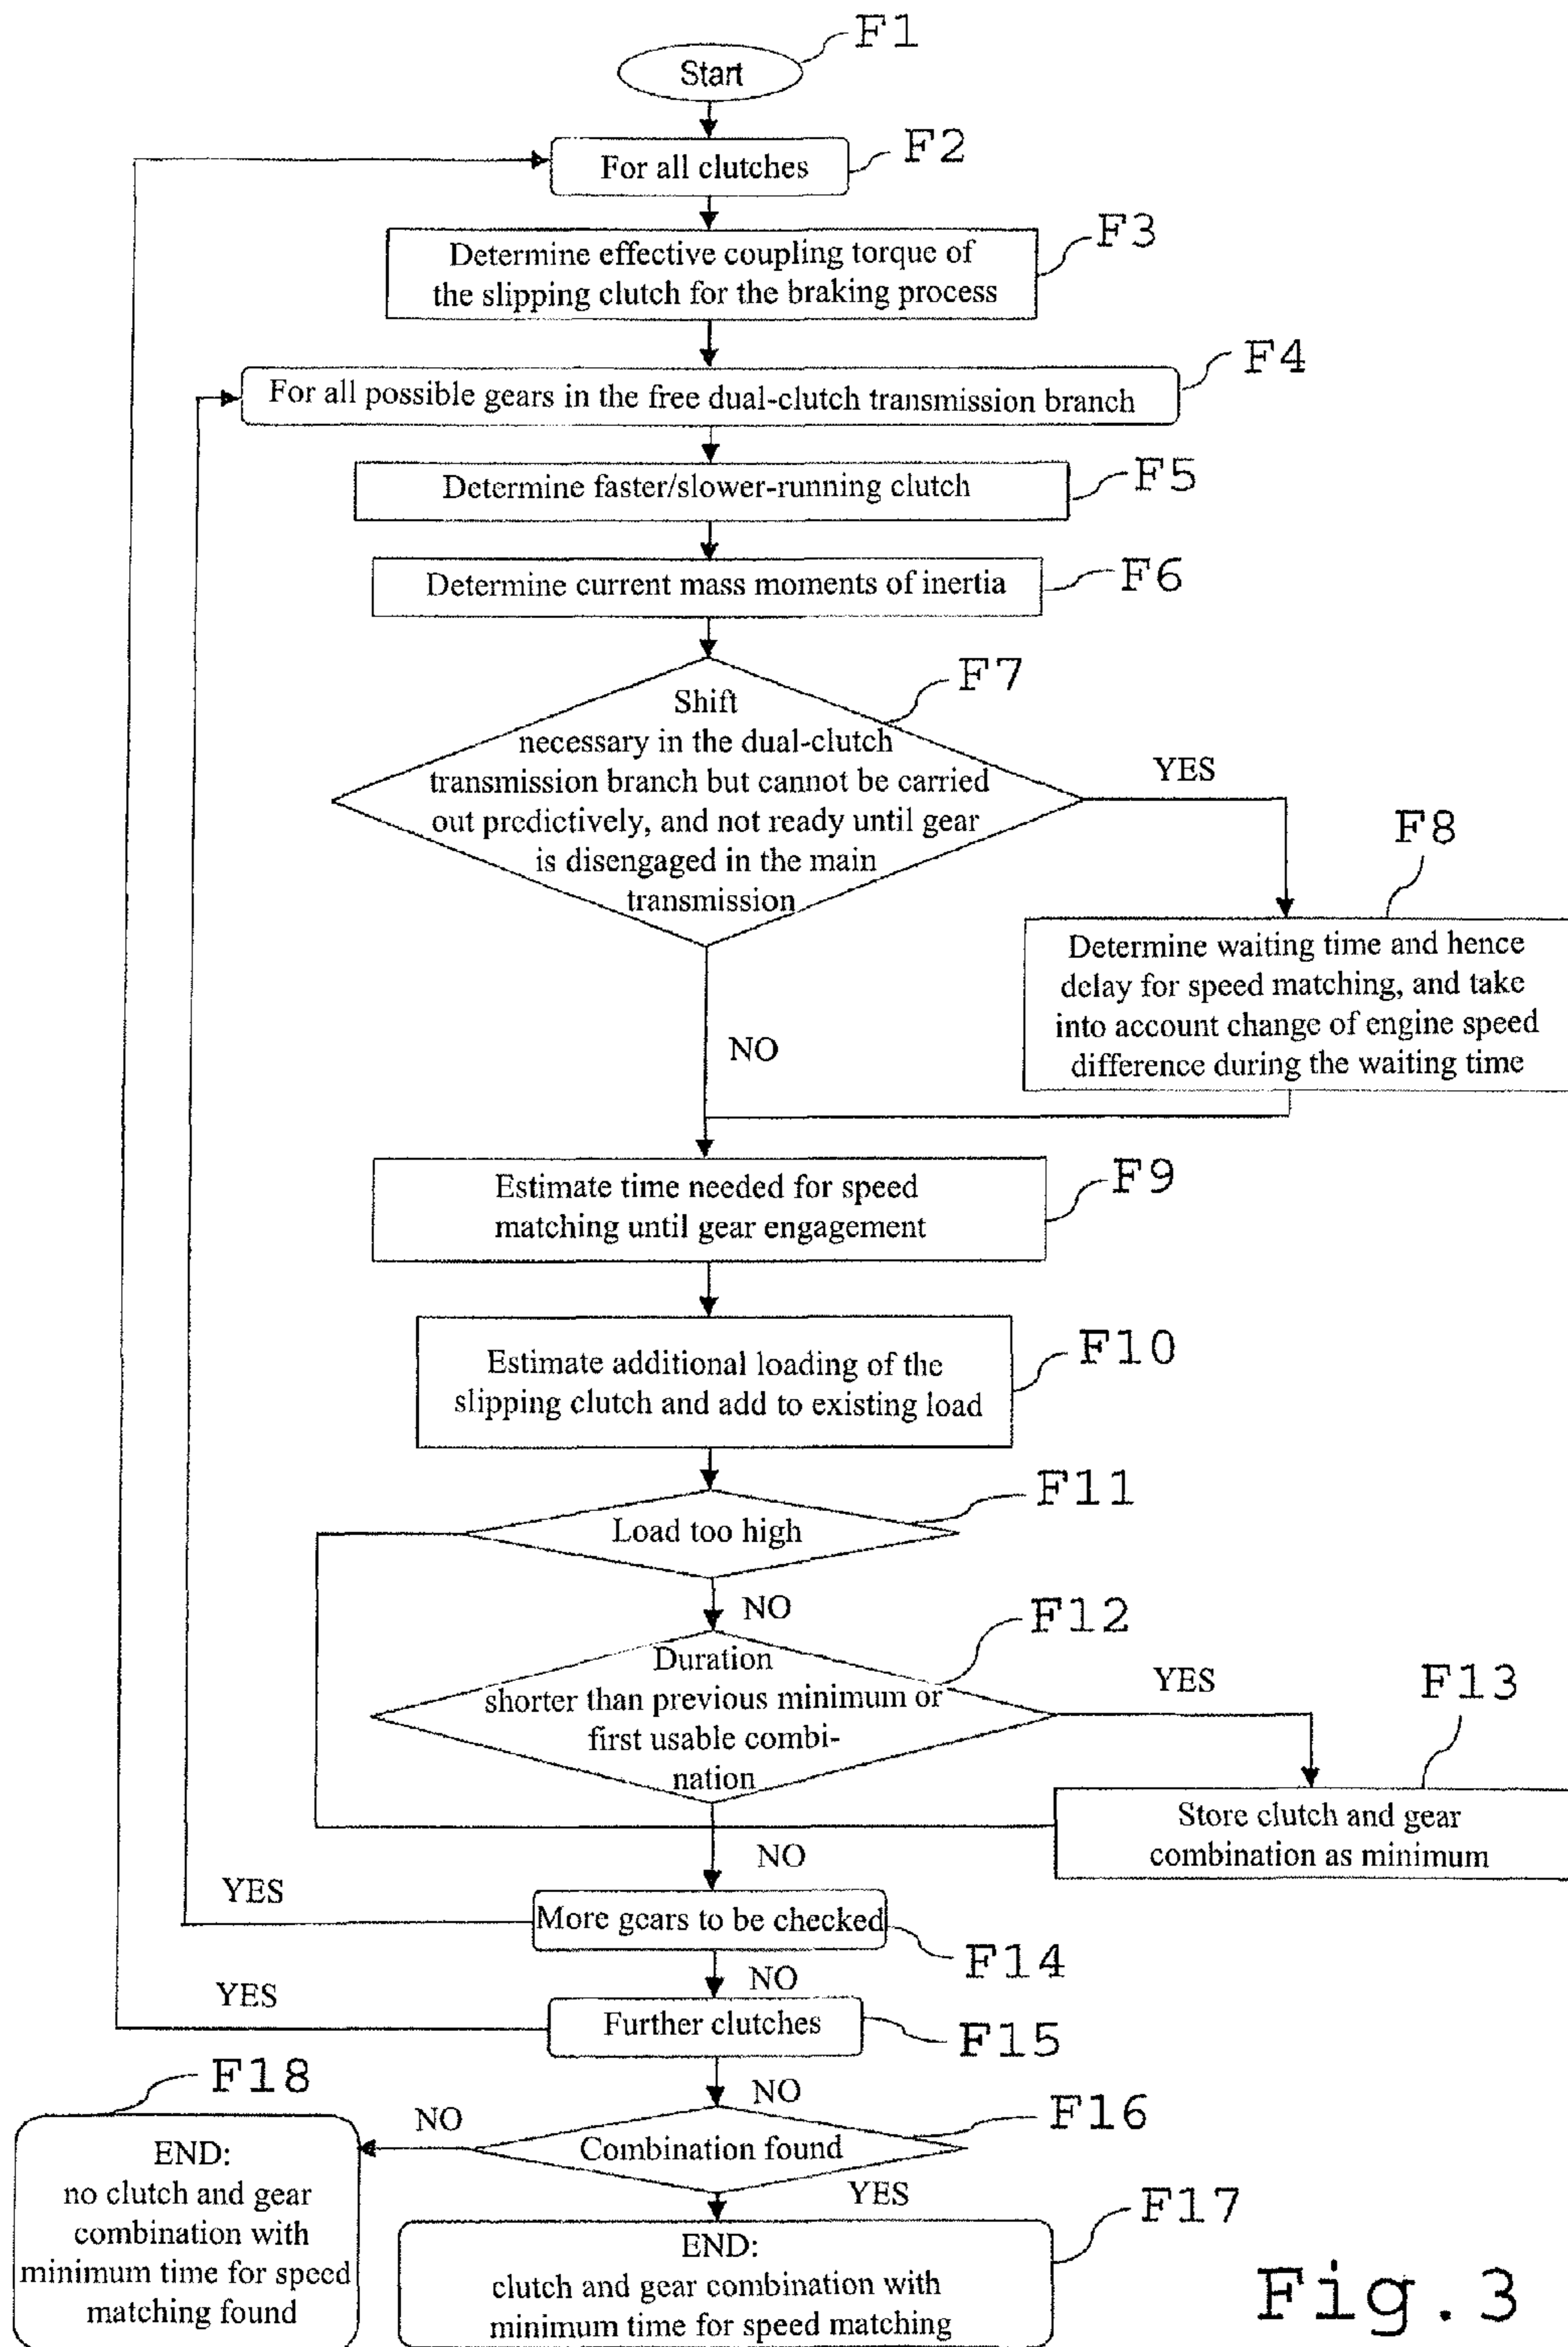 F1
Start
F2
For all clutches
F3
Determine effective coupling torque of
the slipping clutch for the braking process
F4
For all possible gears in the free dual-clutch transmission branch
F5
Determine faster/slower-running clutch
F6
Determine current mass moments of inertia
F7
Shift
necessary in the dual-clutch
transmission branch but cannot be carried
out predictively, and not ready until gear
is disengaged in the main
transmission
YES
F8
Determine waiting time and hence
delay for speed matching, and take
into account change of engine speed
difference during the waiting time
NO
F9
Estimate time needed for speed
matching until gear engagement
F10
Estimate additional loading of the
slipping clutch and add to existing load
F11
Load too high
NO
F12
Duration
shorter than previous minimum or
first usable combi-
nation
YES
F13
Store clutch and gear
combination as minimum
NO
YES
More gears to be checked
F14
NO
YES
Further clutches
F15
NO
F18
F16
NO
Combination found
END:
no clutch and gear
combination with
minimum time for speed
matching found
YES
F17
END:
clutch and gear combination with
minimum time for speed matching
Fig.3